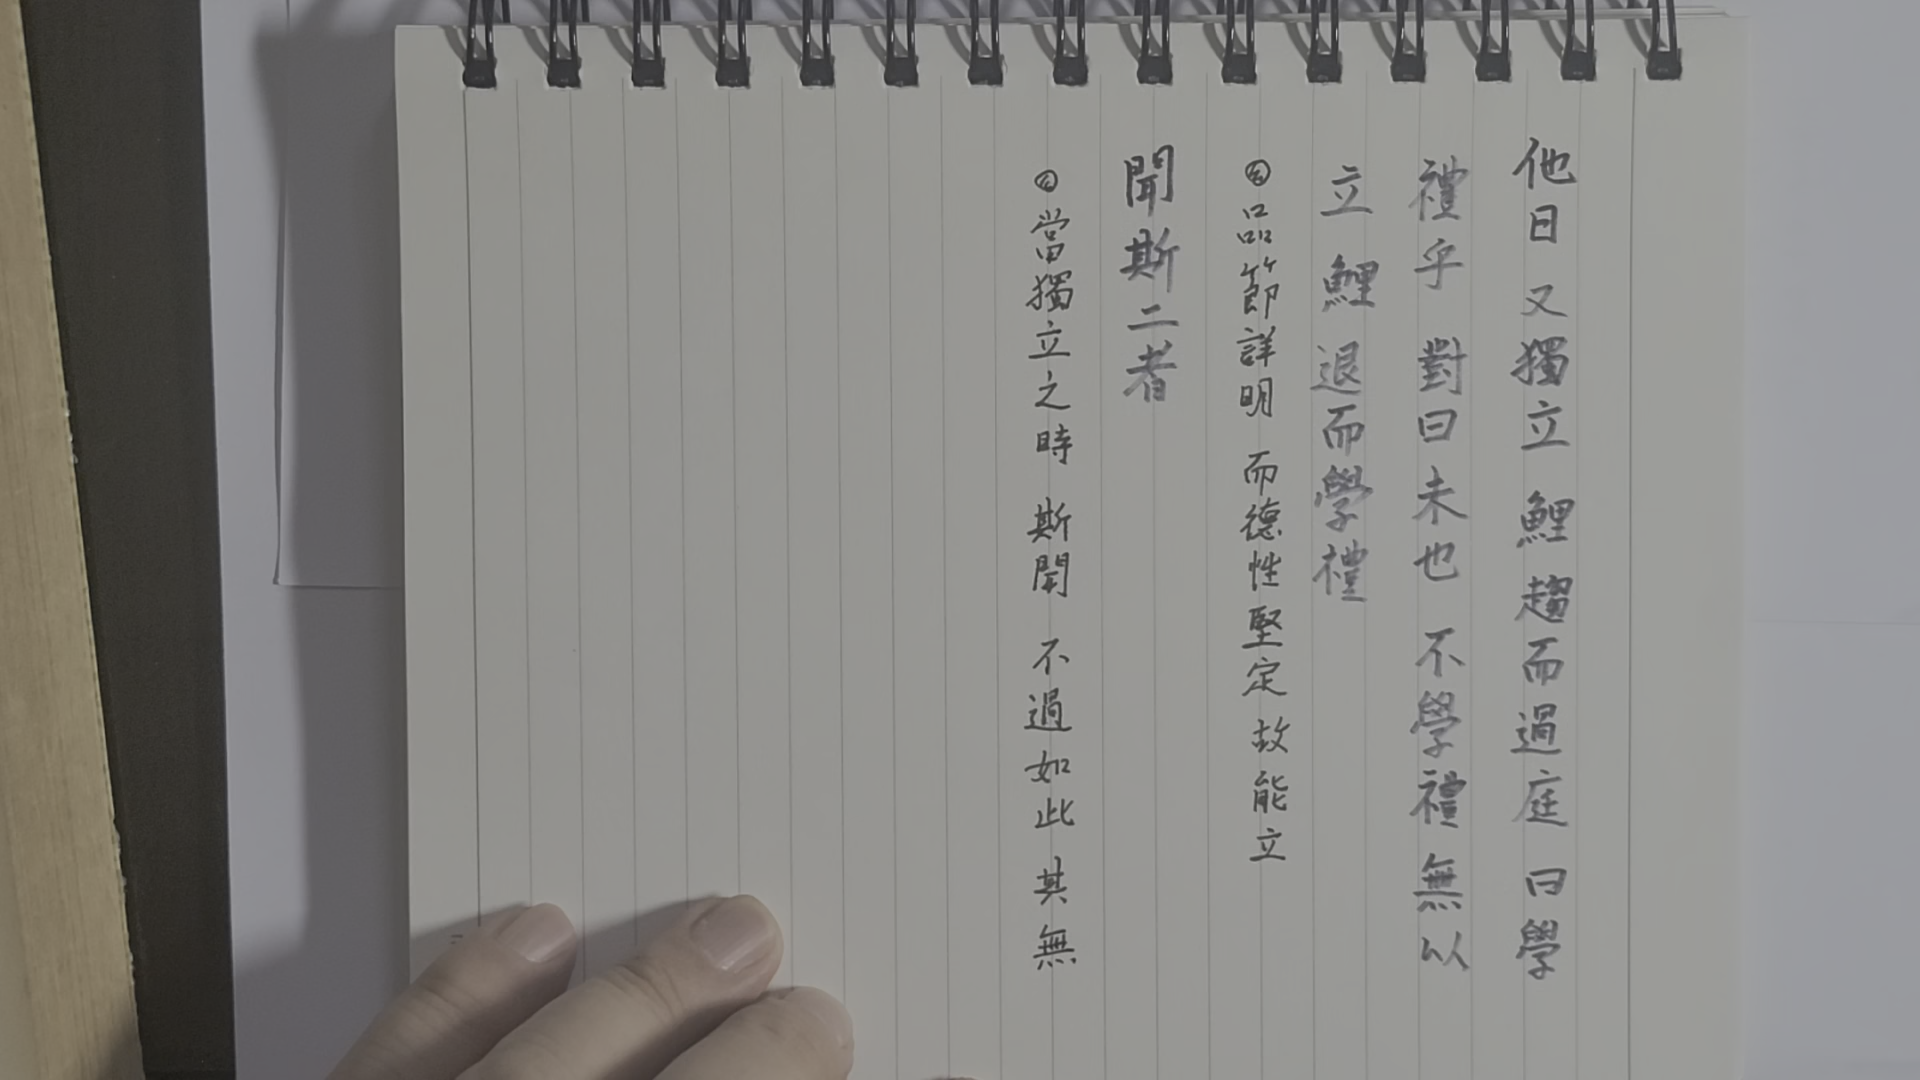 他日 又獨立 鯉趨而過庭 曰學
禮乎 對曰未也 不學禮 無以
立 鯉退而學禮
品節詳明 而德性堅定 故能立
聞斯二者
當獨立之時 斯聞 不過如此 其無